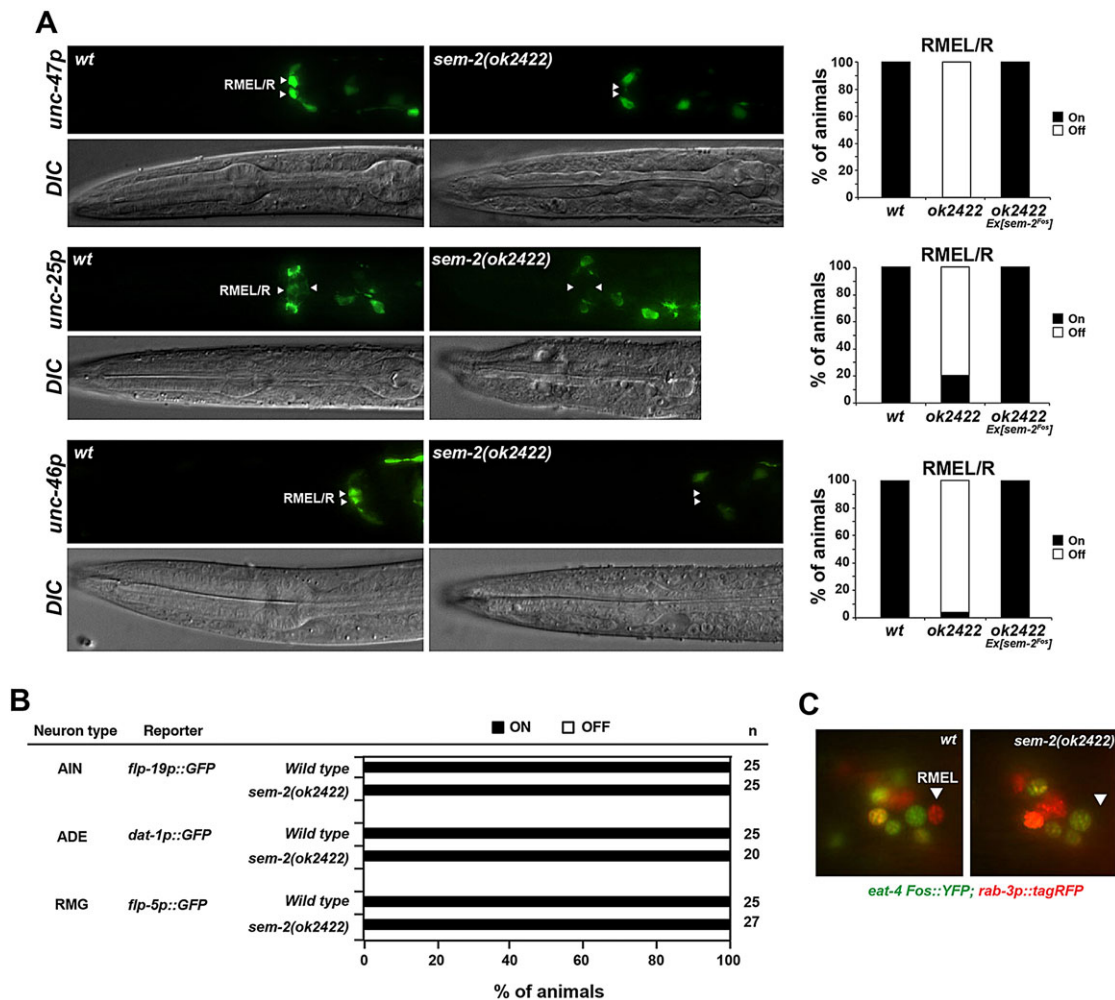 A
unc-47p
wt
RMEL/R
sem-2(ok2422)
DIC
RMEL/R
% of animals
100
80
60
40
20
0
wt
ok2422
ok2422
Ex[sem-2Fos]
On
Off
unc-25p
wt
RMEL/R
sem-2(ok2422)
DIC
RMEL/R
% of animals
100
80
60
40
20
0
wt
ok2422
ok2422
Ex[sem-2Fos]
On
Off
unc-46p
wt
RMEL/R
sem-2(ok2422)
DIC
RMEL/R
% of animals
100
80
60
40
20
0
wt
ok2422
ok2422
Ex[sem-2Fos]
On
Off
B
Neuron type Reporter ON OFF n
AIN flp-19p::GFP Wild type 25
sem-2(ok2422) 25
ADE dat-1p::GFP Wild type 25
sem-2(ok2422) 20
RMG flp-5p::GFP Wild type 25
sem-2(ok2422) 27
0 20 40 60 80 100
% of animals
C
wt
RMEL
sem-2(ok2422)
eat-4 Fos::YFP; rab-3p::tagRFP